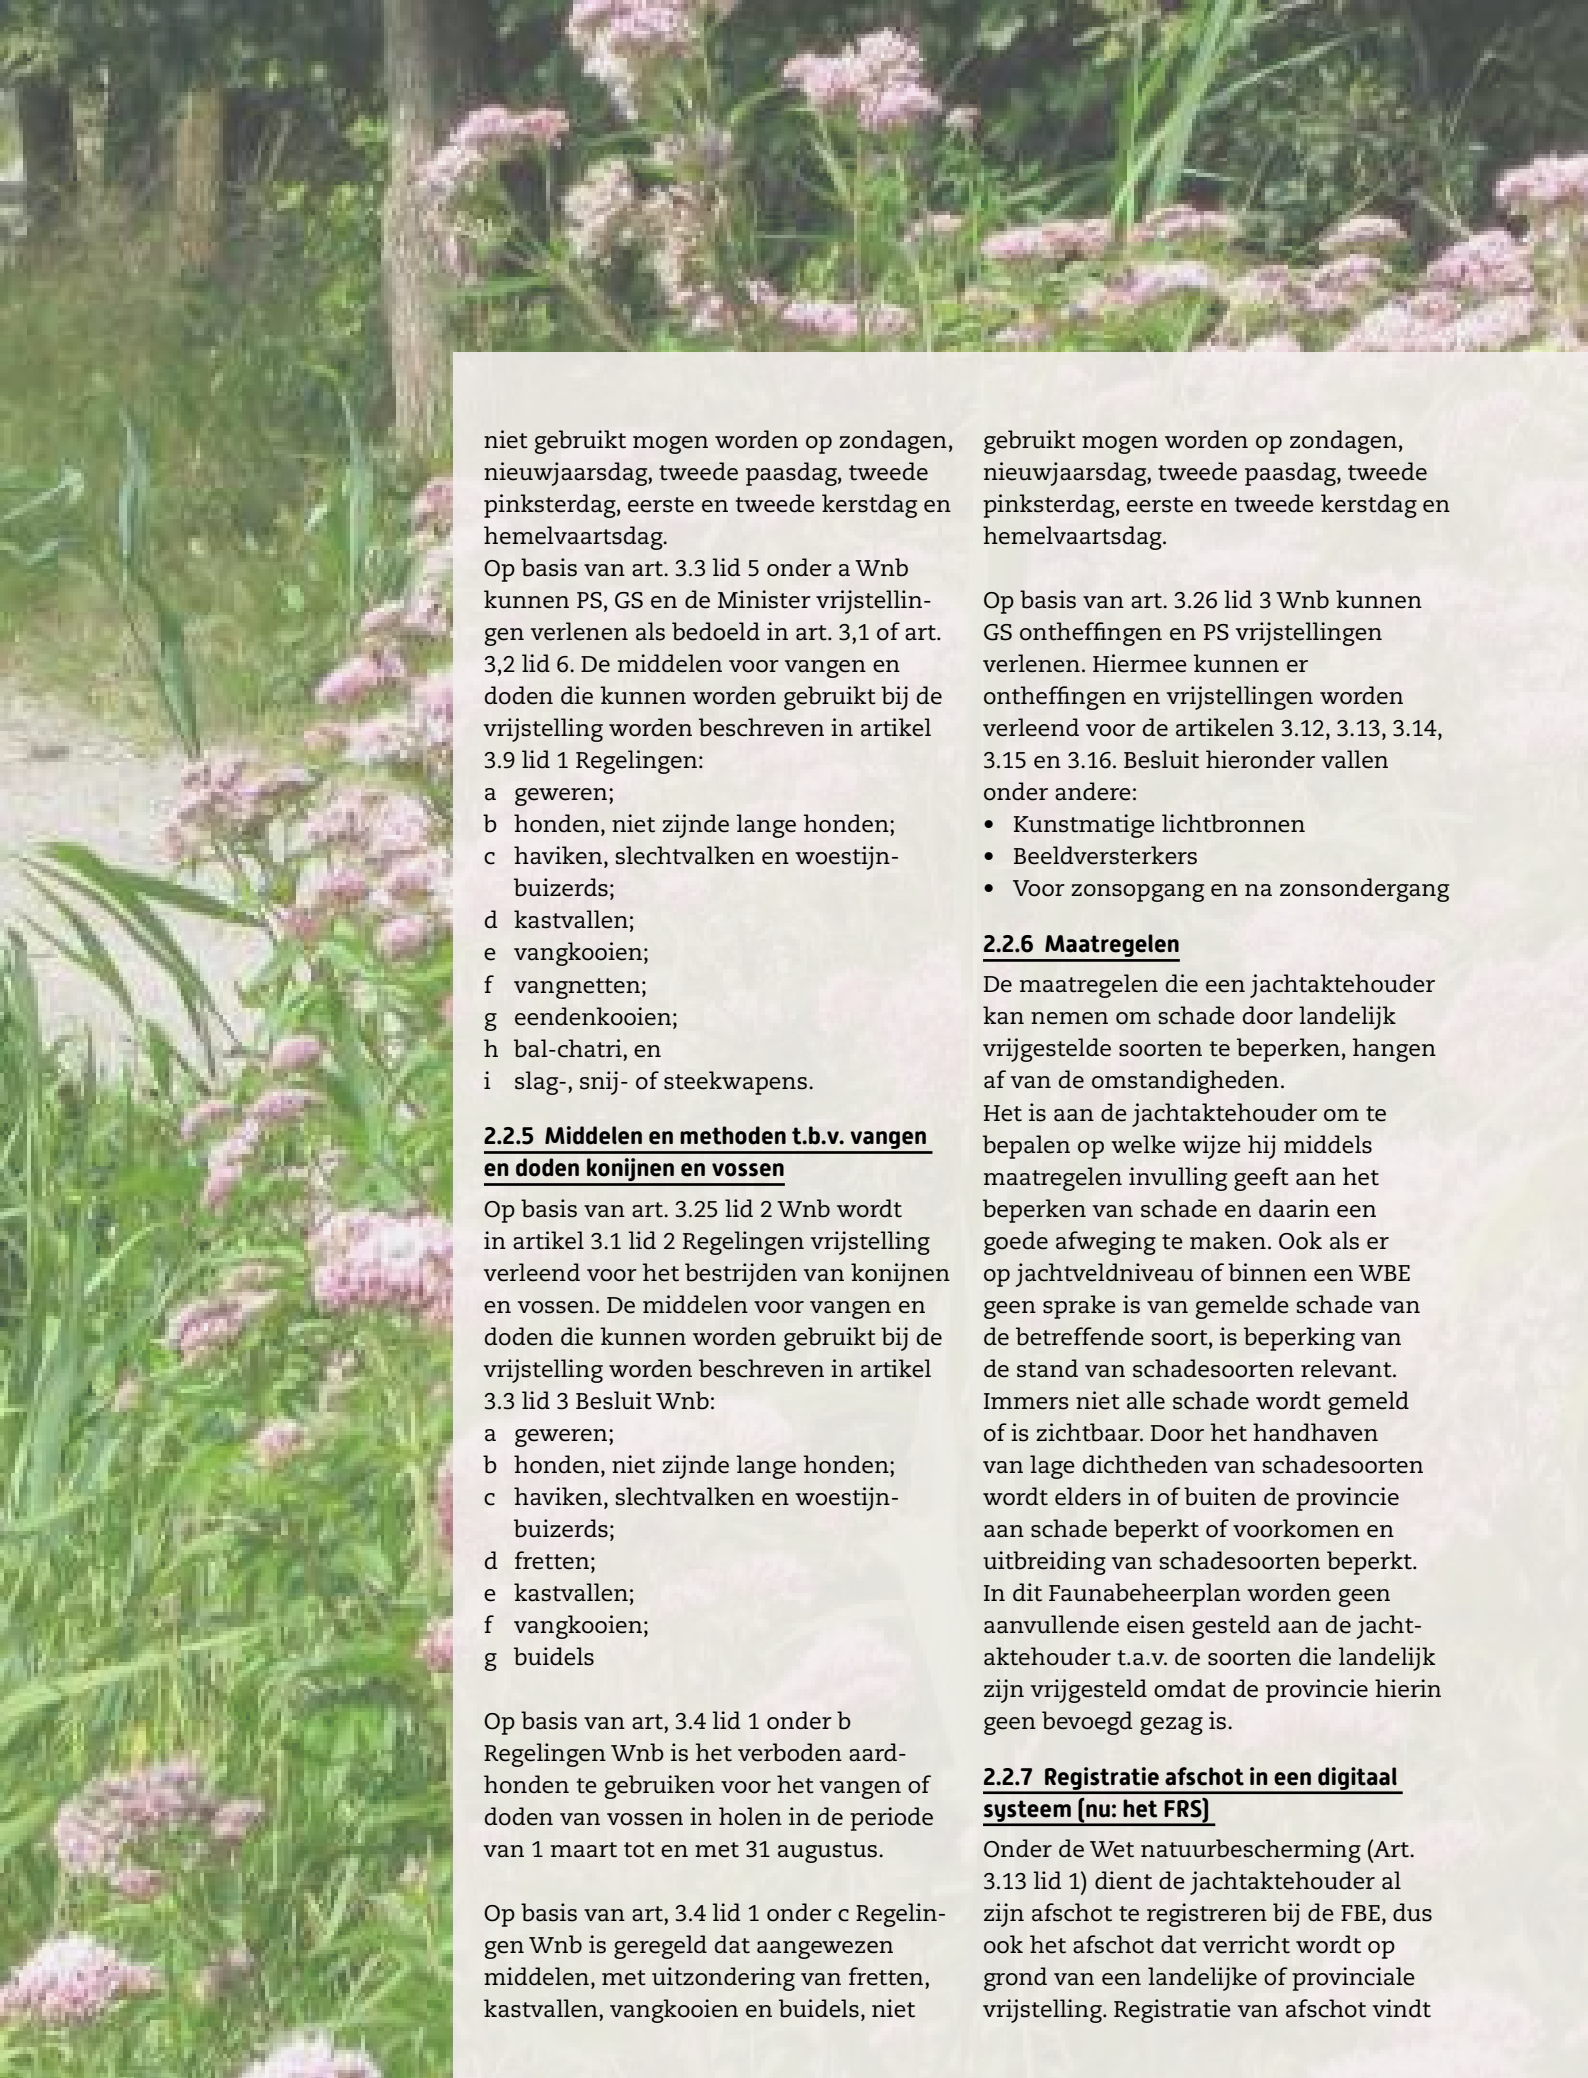 niet gebruikt mogen worden op zondagen,
nieuwjaarsdag, tweede paasdag, tweede
pinksterdag, eerste en tweede kerstdag en
hemelvaartsdag.
Op basis van art. 3.3 lid 5 onder a Wnb
kunnen PS, GS en de Minister vrijstellin-
gen verlenen als bedoeld in art. 3,1 of art.
3,2 lid 6. De middelen voor vangen en
doden die kunnen worden gebruikt bij de
vrijstelling worden beschreven in artikel
3.9 lid 1 Regelingen:
a geweren;
b honden, niet zijnde lange honden;
c haviken, slechtvalken en woestijn-
buizerds;
d kastvallen;
e vangkooien;
f vangnetten;
g eendenkooien;
h bal-chatri, en
i slag-, snij- of steekwapens.
2.2.5 Middelen en methoden t.b.v. vangen
en doden konijnen en vossen
Op basis van art. 3.25 lid 2 Wnb wordt
in artikel 3.1 lid 2 Regelingen vrijstelling
verleend voor het bestrijden van konijnen
en vossen. De middelen voor vangen en
doden die kunnen worden gebruikt bij de
vrijstelling worden beschreven in artikel
3.3 lid 3 Besluit Wnb:
a geweren;
b honden, niet zijnde lange honden;
c haviken, slechtvalken en woestijn-
buizerds;
d fretten;
e kastvallen;
f vangkooien;
g buidels
Op basis van art, 3.4 lid 1 onder b
Regelingen Wnb is het verboden aard-
honden te gebruiken voor het vangen of
doden van vossen in holen in de periode
van 1 maart tot en met 31 augustus.
Op basis van art, 3.4 lid 1 onder c Regelin-
gen Wnb is geregeld dat aangewezen
middelen, met uitzondering van fretten,
kastvallen, vangkooien en buidels, niet
gebruikt mogen worden op zondagen,
nieuwjaarsdag, tweede paasdag, tweede
pinksterdag, eerste en tweede kerstdag en
hemelvaartsdag.
Op basis van art. 3.26 lid 3 Wnb kunnen
GS ontheffingen en PS vrijstellingen
verlenen. Hiermee kunnen er
ontheffingen en vrijstellingen worden
verleend voor de artikelen 3.12, 3.13, 3.14,
3.15 en 3.16. Besluit hieronder vallen
onder andere:
• Kunstmatige lichtbronnen
• Beeldversterkers
• Voor zonsopgang en na zonsondergang
2.2.6 Maatregelen
De maatregelen die een jachtaktehouder
kan nemen om schade door landelijk
vrijgestelde soorten te beperken, hangen
af van de omstandigheden.
Het is aan de jachtaktehouder om te
bepalen op welke wijze hij middels
maatregelen invulling geeft aan het
beperken van schade en daarin een
goede afweging te maken. Ook als er
op jachtveldniveau of binnen een WBE
geen sprake is van gemelde schade van
de betreffende soort, is beperking van
de stand van schadesoorten relevant.
Immers niet alle schade wordt gemeld
of is zichtbaar. Door het handhaven
van lage dichtheden van schadesoorten
wordt elders in of buiten de provincie
aan schade beperkt of voorkomen en
uitbreiding van schadesoorten beperkt.
In dit Faunabeheerplan worden geen
aanvullende eisen gesteld aan de jacht-
aktehouder t.a.v. de soorten die landelijk
zijn vrijgesteld omdat de provincie hierin
geen bevoegd gezag is.
2.2.7 Registratie afschot in een digitaal
systeem (nu: het FRS)
Onder de Wet natuurbescherming (Art.
3.13 lid 1) dient de jachtaktehouder al
zijn afschot te registreren bij de FBE, dus
ook het afschot dat verricht wordt op
grond van een landelijke of provinciale
vrijstelling. Registratie van afschot vindt